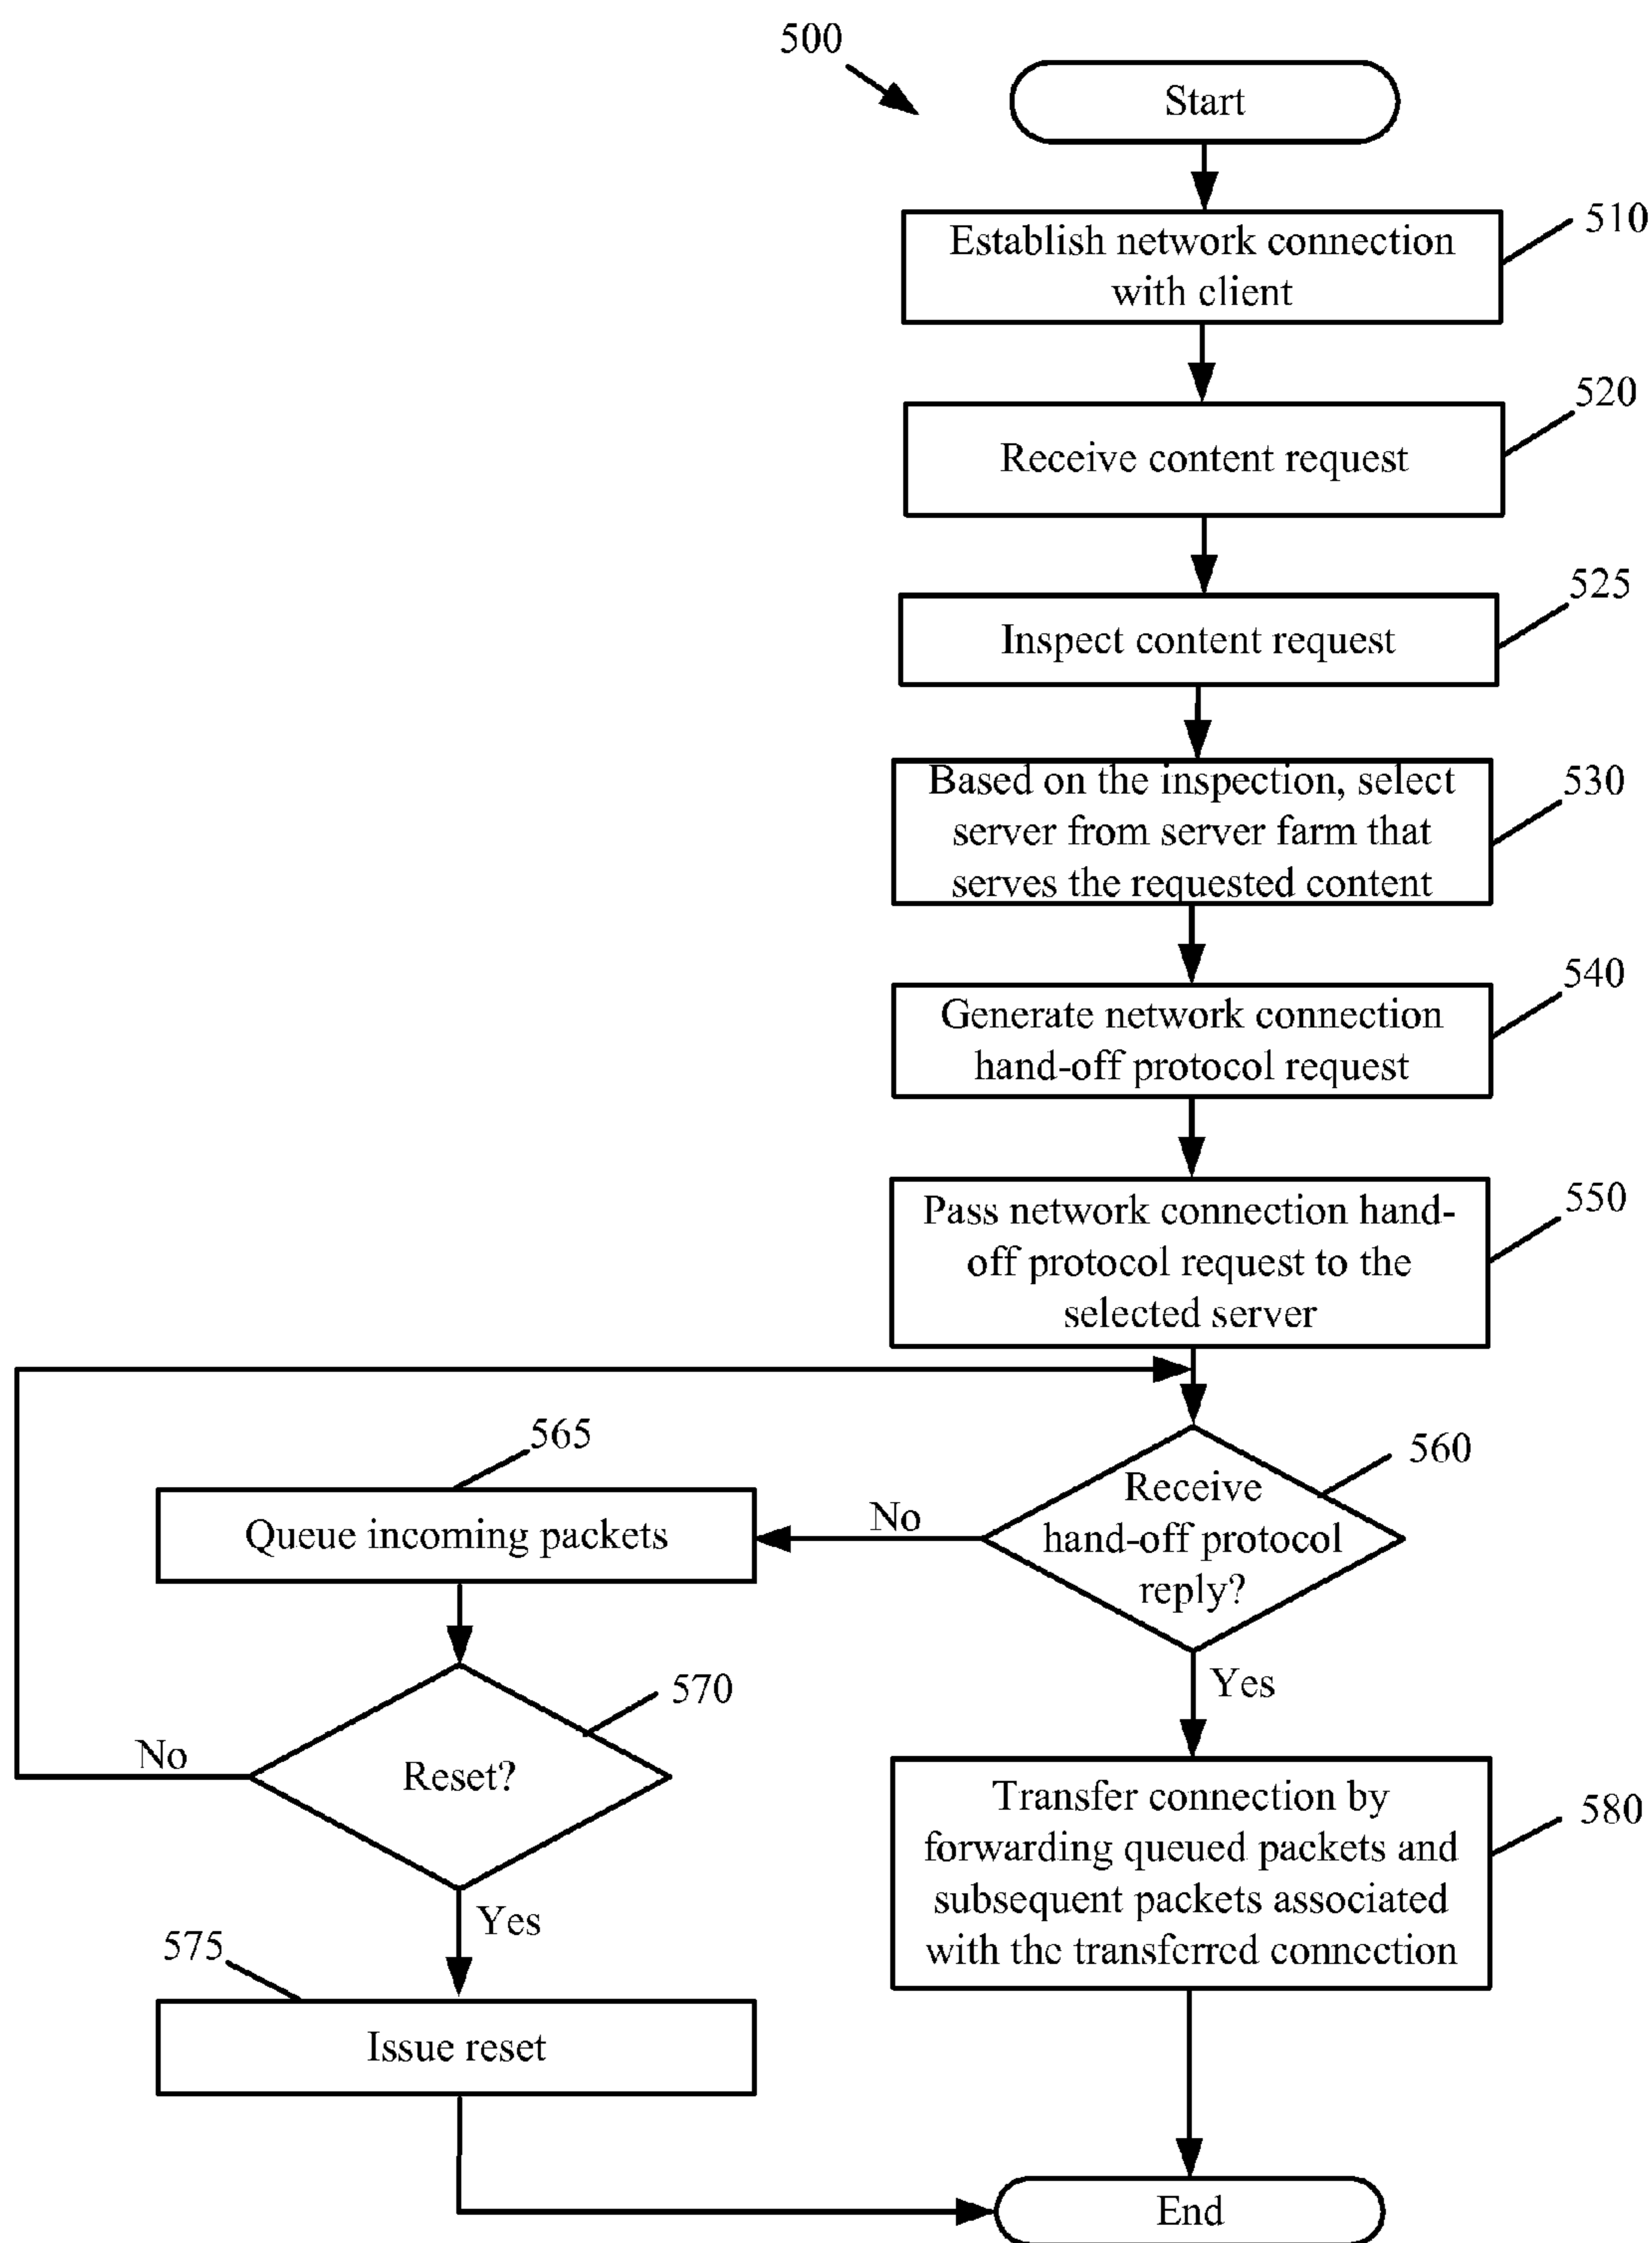 500
Start
510
Establish network connection
with client
520
Receive content request
525
Inspect content request
530
Based on the inspection, select
server from server farm that
serves the requested content
540
Generate network connection
hand-off protocol request
550
Pass network connection hand-
off protocol request to the
selected server
560
Receive
hand-off protocol
reply?
No
565
Queue incoming packets
Yes
570
Reset?
No
Yes
580
Transfer connection by
forwarding queued packets and
subsequent packets associated
with the transferred connection
575
Issue reset
End